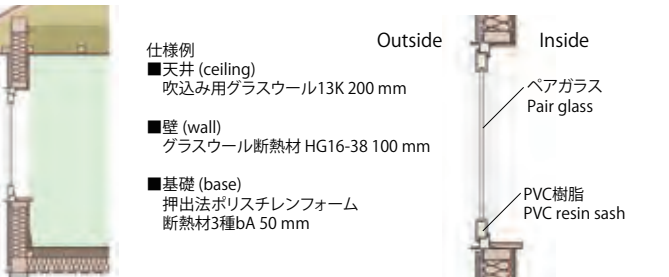 仕様例
■天井 (ceiling)
吹込み用グラスウール13K 200 mm
■壁 (wall)
グラスウール断熱材 HG16-38 100 mm
■基礎 (base)
押出法ポリスチレンフォーム
断熱材3種bA 50 mm
Outside
Inside
ペアガラス
Pair glass
PVC樹脂
PVC resin sash